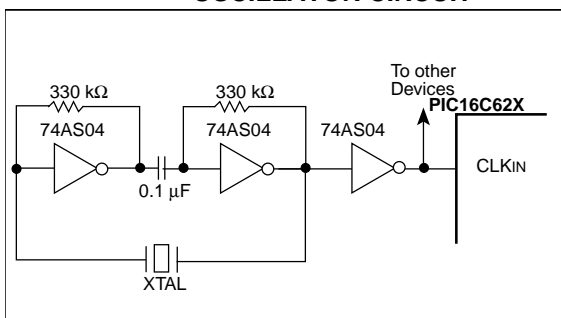 OSCILLATOR CIRCUIT
330 kΩ
330 kΩ
To other
Devices
PIC16C62X
74AS04
74AS04
74AS04
CLKIN
0.1 µF
XTAL